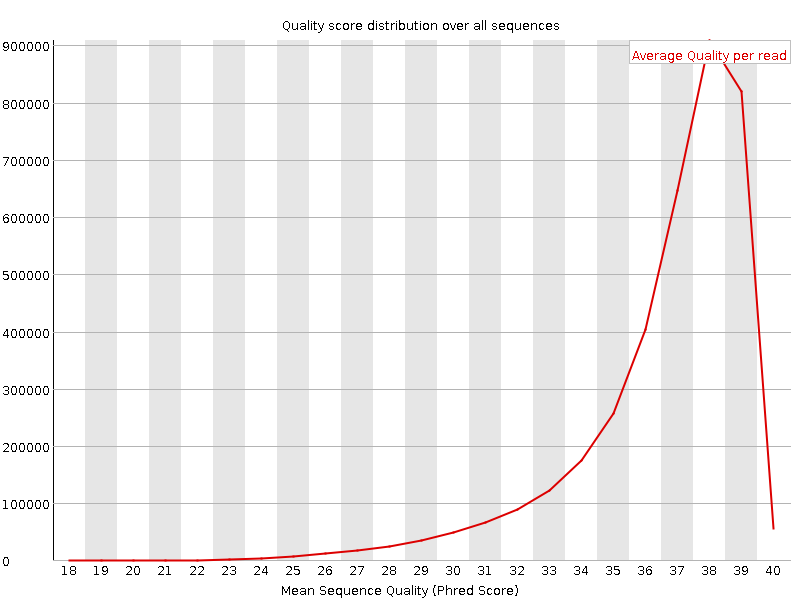 Quality score distribution over all sequences
Average Quality per read
900000
800000
700000
600000
500000
400000
300000
200000
100000
0
18 19 20 21 22 23 24 25 26 27 28 29 30 31 32 33 34 35 36 37 38 39 40
Mean Sequence Quality (Phred Score)